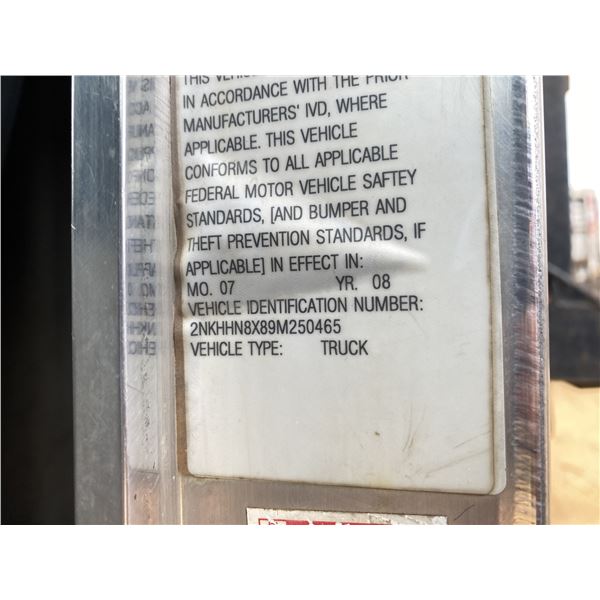 THIS VEHIC
IN ACCORDANCE WITH THE PRIOR
MANUFACTURERS' IVD, WHERE
APPLICABLE. THIS VEHICLE
CONFORMS TO ALL APPLICABLE
FEDERAL MOTOR VEHICLE SAFTEY
STANDARDS, [AND BUMPER AND
THEFT PREVENTION STANDARDS, IF
APPLICABLE] IN EFFECT IN:
MO. 07 YR. 08
VEHICLE IDENTIFICATION NUMBER:
2NKHHN8X89M250465
VEHICLE TYPE: TRUCK